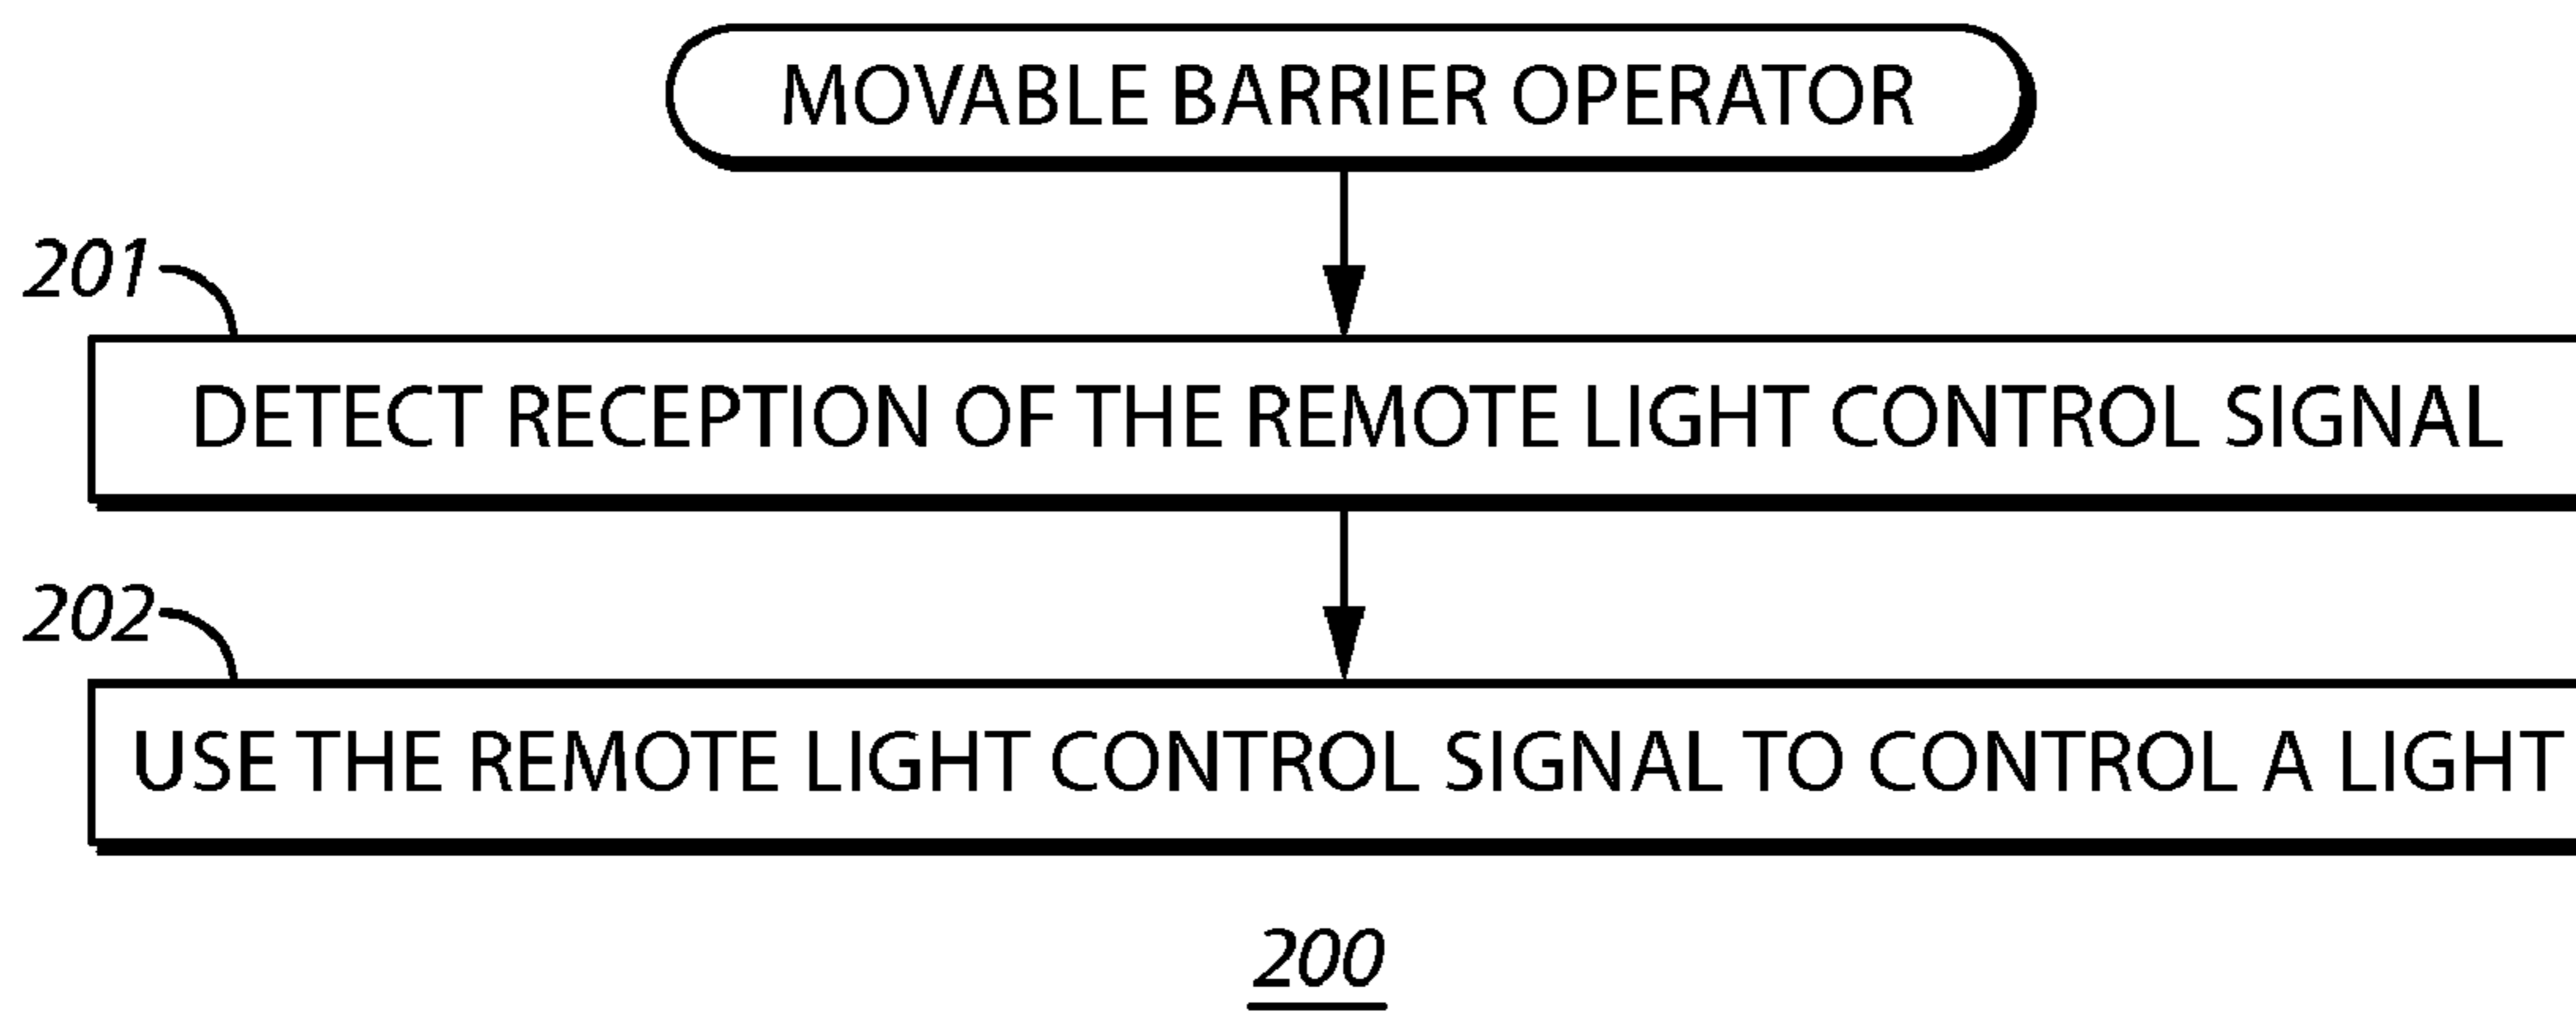 MOVABLE BARRIER OPERATOR
201
DETECT RECEPTION OF THE REMOTE LIGHT CONTROL SIGNAL
202
USE THE REMOTE LIGHT CONTROL SIGNAL TO CONTROL A LIGHT
200